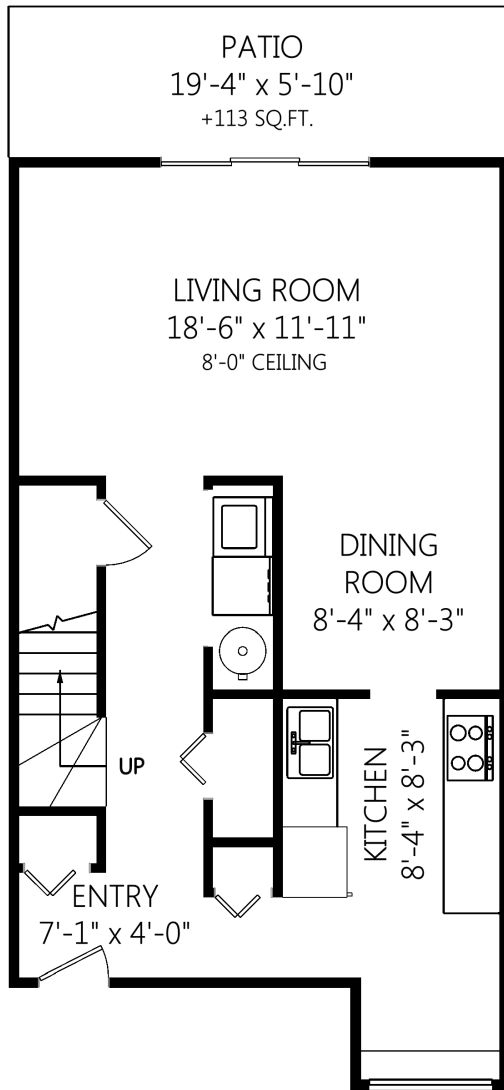 PATIO
19'-4" x 5'-10"
+113 SQ.FT.
LIVING ROOM
18'-6" x 11'-11"
8'-0" CEILING
DINING
ROOM
8'-4" x 8'-3"
UP
KITCHEN
8'-4" x 8'-3"
ENTRY
7'-1" x 4'-0"